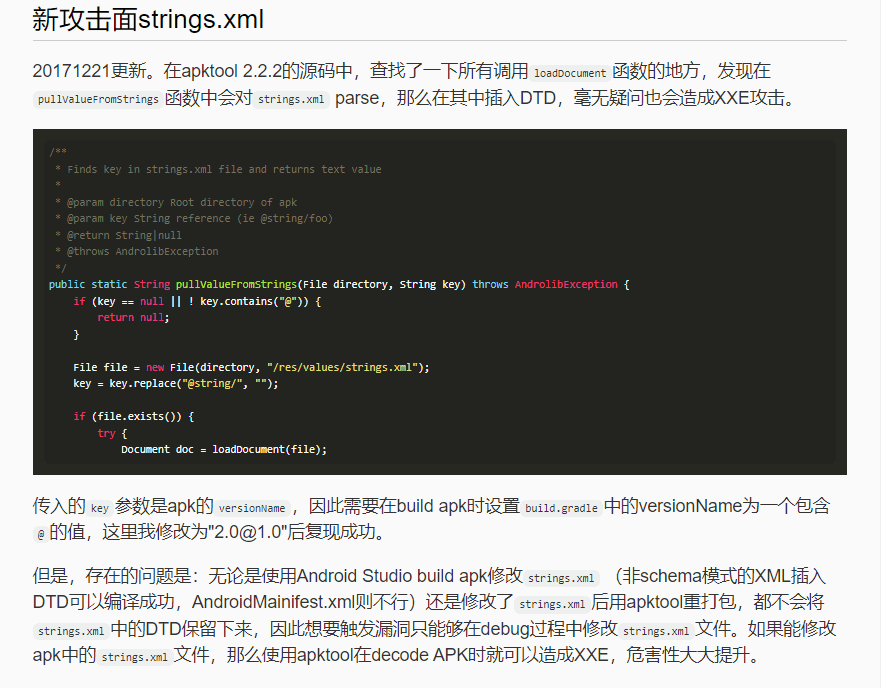 新攻击面strings.xml
20171221更新。在apktool 2.2.2的源码中，查找了一下所有调用 loadDocument 函数的地方，发现在
pullValueFromStrings 函数中会对 strings.xml parse，那么在其中插入DTD，毫无疑问也会造成XXE攻击。
/**
 * Finds key in strings.xml file and returns text value
 *
 * @param directory Root directory of apk
 * @param key String reference (ie @string/foo)
 * @return String|null
 * @throws AndrolibException
 */
public static String pullValueFromStrings(File directory, String key) throws AndrolibException {
    if (key == null || ! key.contains("@")) {
        return null;
    }
    File file = new File(directory, "/res/values/strings.xml");
    key = key.replace("@string/", "");
    if (file.exists()) {
        try {
            Document doc = loadDocument(file);
传入的 key 参数是apk的 versionName ，因此需要在build apk时设置 build.gradle 中的versionName为一个包含
@ 的值，这里我修改为"2.0@1.0"后复现成功。
但是，存在的问题是：无论是使用Android Studio build apk修改 strings.xml （非schema模式的XML插入
DTD可以编译成功，AndroidMainifest.xml则不行）还是修改了 strings.xml 后用apktool重打包，都不会将
strings.xml 中的DTD保留下来，因此想要触发漏洞只能够在debug过程中修改 strings.xml 文件。如果能修改
apk中的 strings.xml 文件，那么使用apktool在decode APK时就可以造成XXE，危害性大大提升。